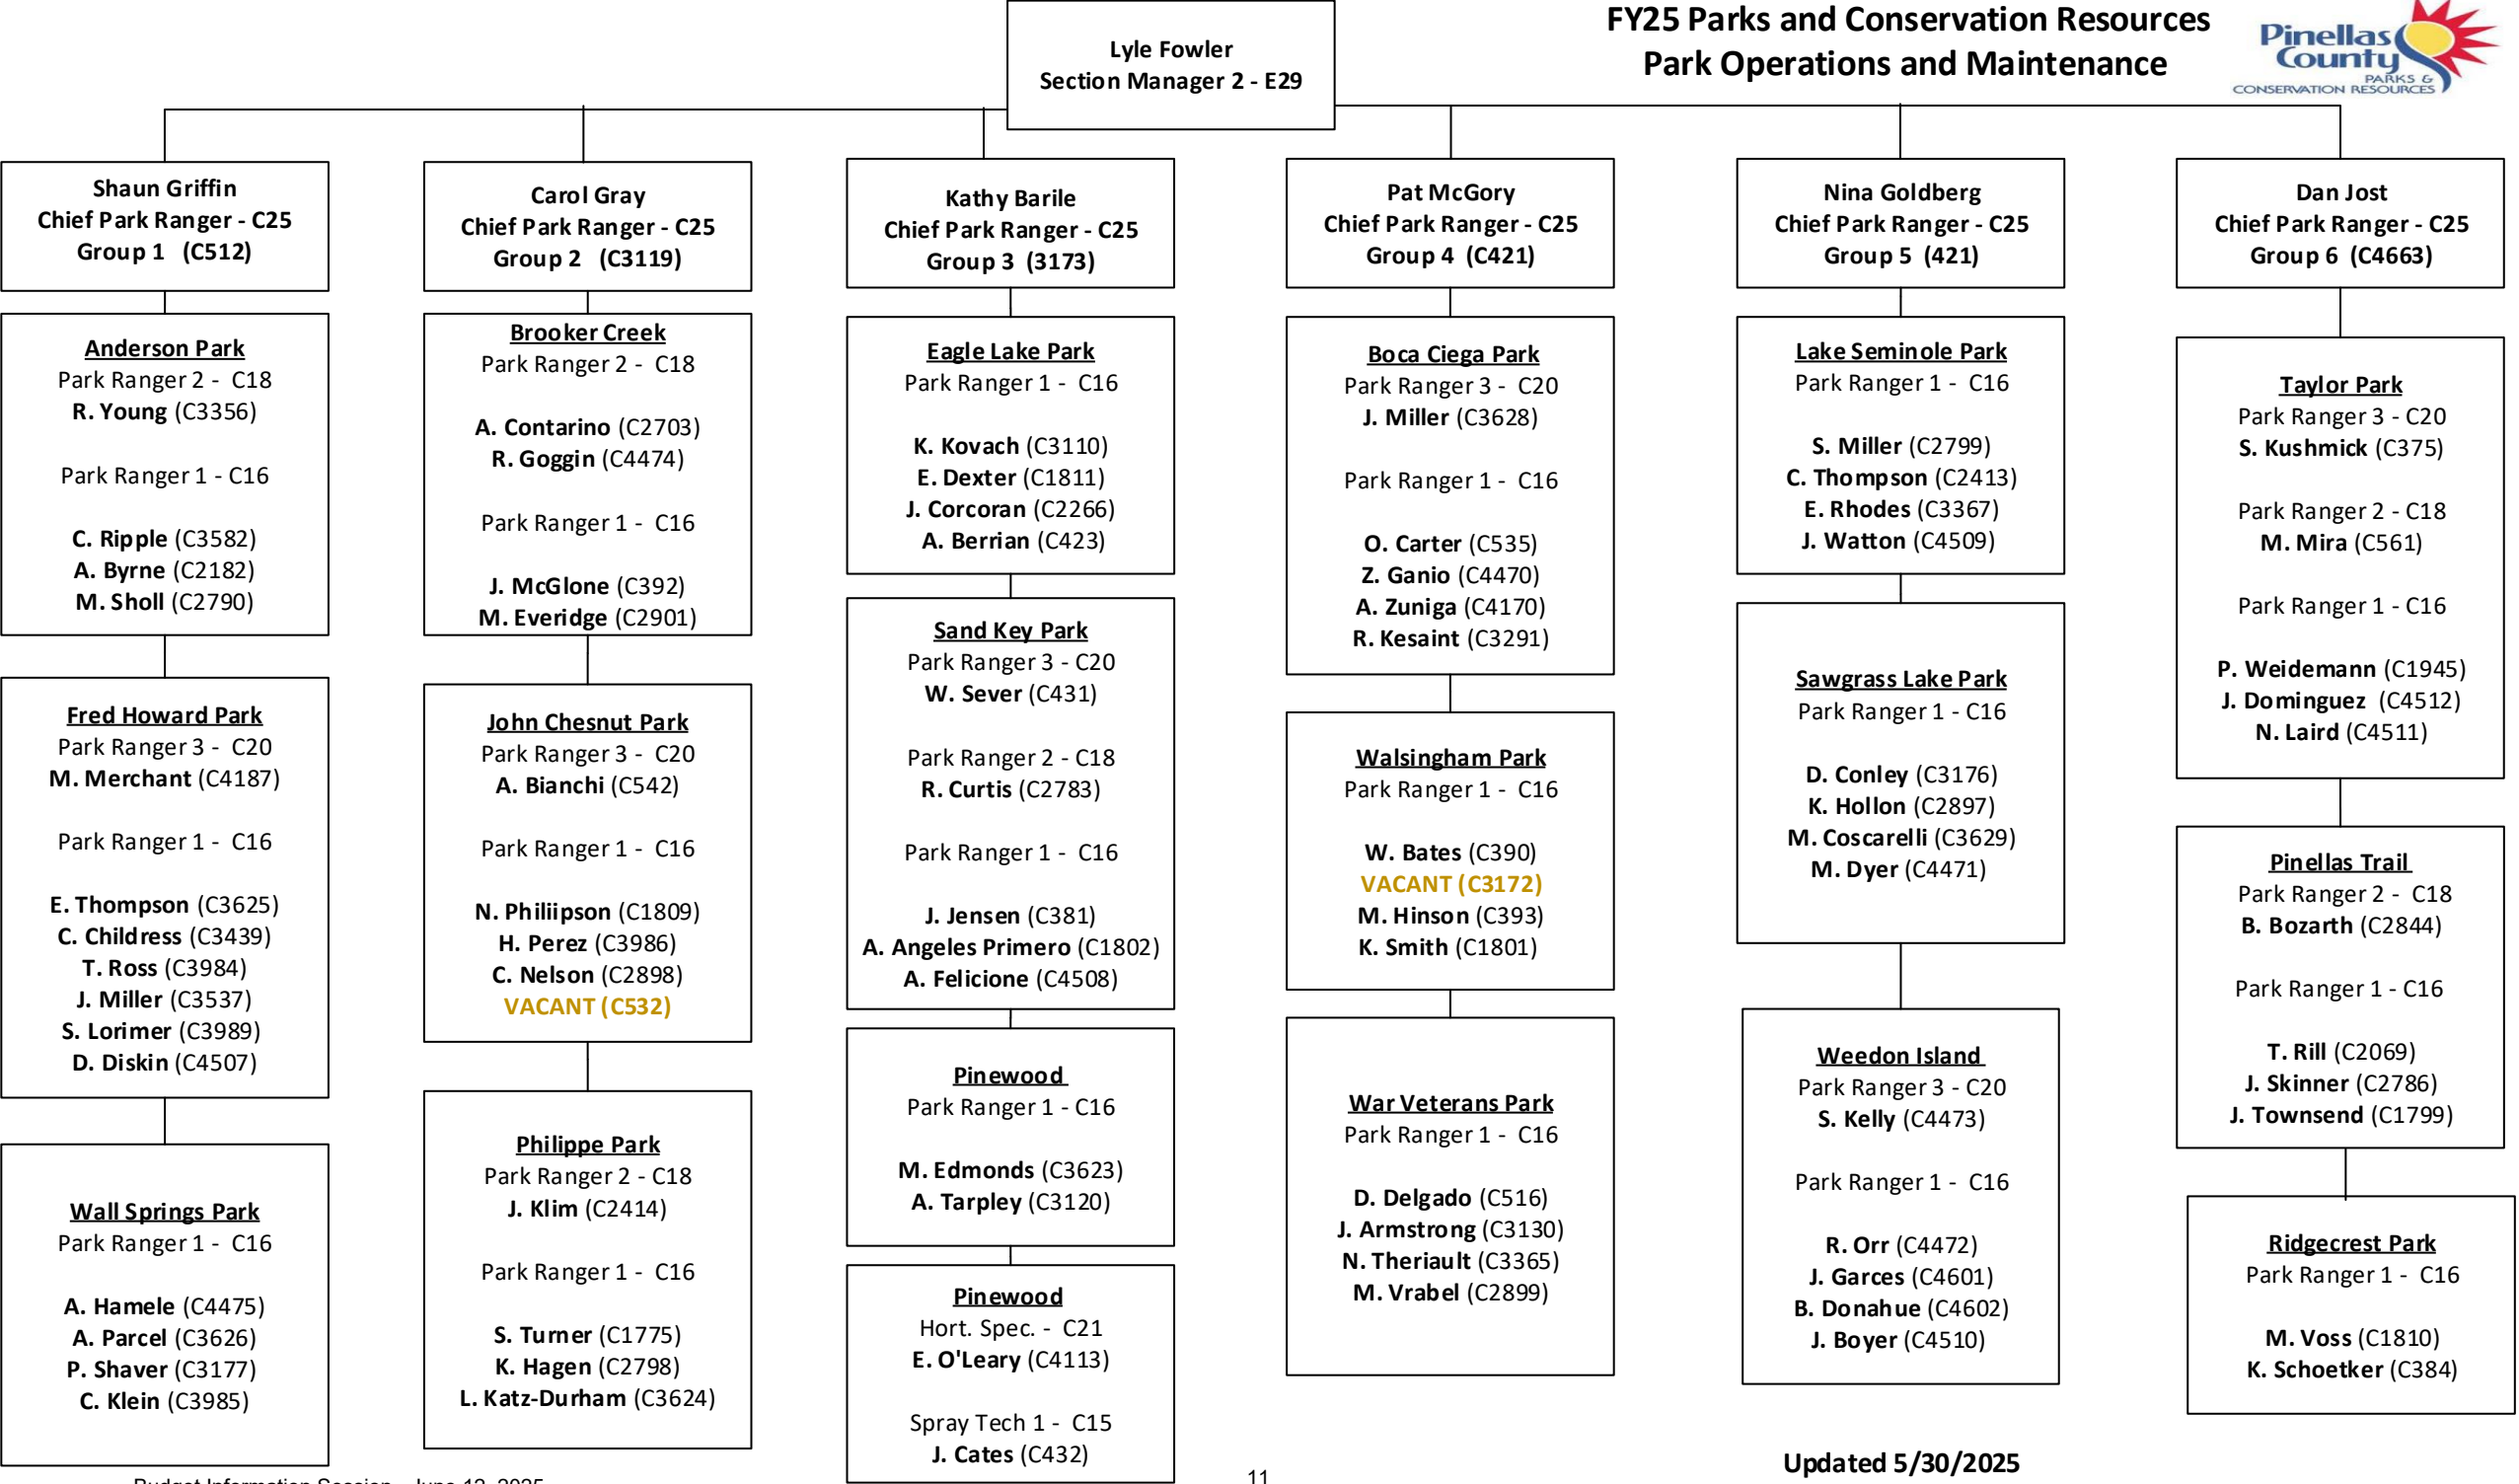 FY25 Parks and Conservation Resources
Park Operations and Maintenance
Pinellas
County
PARKS &
CONSERVATION RESOURCES
Lyle Fowler
Section Manager 2 - E29
Shaun Griffin
Chief Park Ranger - C25
Group 1 (C512)
Anderson Park
Park Ranger 2 - C18
R. Young (C3356)
Park Ranger 1 - C16
C. Ripple (C3582)
A. Byrne (C2182)
M. Sholl (C2790)
Fred Howard Park
Park Ranger 3 - C20
M. Merchant (C4187)
Park Ranger 1 - C16
E. Thompson (C3625)
C. Childress (C3439)
T. Ross (C3984)
J. Miller (C3537)
S. Lorimer (C3989)
D. Diskin (C4507)
Wall Springs Park
Park Ranger 1 - C16
A. Hamele (C4475)
A. Parcel (C3626)
P. Shaver (C3177)
C. Klein (C3985)
Carol Gray
Chief Park Ranger - C25
Group 2 (C3119)
Brooker Creek
Park Ranger 2 - C18
A. Contarino (C2703)
R. Goggin (C4474)
Park Ranger 1 - C16
J. McGlone (C392)
M. Everidge (C2901)
John Chesnut Park
Park Ranger 3 - C20
A. Bianchi (C542)
Park Ranger 1 - C16
N. Philiipson (C1809)
H. Perez (C3986)
C. Nelson (C2898)
VACANT (C532)
Philippe Park
Park Ranger 2 - C18
J. Klim (C2414)
Park Ranger 1 - C16
S. Turner (C1775)
K. Hagen (C2798)
L. Katz-Durham (C3624)
Kathy Barile
Chief Park Ranger - C25
Group 3 (3173)
Eagle Lake Park
Park Ranger 1 - C16
K. Kovach (C3110)
E. Dexter (C1811)
J. Corcoran (C2266)
A. Berrian (C423)
Sand Key Park
Park Ranger 3 - C20
W. Sever (C431)
Park Ranger 2 - C18
R. Curtis (C2783)
Park Ranger 1 - C16
J. Jensen (C381)
A. Angeles Primero (C1802)
A. Felicione (C4508)
Pinewood
Park Ranger 1 - C16
M. Edmonds (C3623)
A. Tarpley (C3120)
Pinewood
Hort. Spec. - C21
E. O'Leary (C4113)
Spray Tech 1 - C15
J. Cates (C432)
Pat McGory
Chief Park Ranger - C25
Group 4 (C421)
Boca Ciega Park
Park Ranger 3 - C20
J. Miller (C3628)
Park Ranger 1 - C16
O. Carter (C535)
Z. Ganio (C4470)
A. Zuniga (C4170)
R. Kesaint (C3291)
Walsingham Park
Park Ranger 1 - C16
W. Bates (C390)
VACANT (C3172)
M. Hinson (C393)
K. Smith (C1801)
War Veterans Park
Park Ranger 1 - C16
D. Delgado (C516)
J. Armstrong (C3130)
N. Theriault (C3365)
M. Vrabel (C2899)
Nina Goldberg
Chief Park Ranger - C25
Group 5 (421)
Lake Seminole Park
Park Ranger 1 - C16
S. Miller (C2799)
C. Thompson (C2413)
E. Rhodes (C3367)
J. Watton (C4509)
Sawgrass Lake Park
Park Ranger 1 - C16
D. Conley (C3176)
K. Hollon (C2897)
M. Coscarelli (C3629)
M. Dyer (C4471)
Weedon Island
Park Ranger 3 - C20
S. Kelly (C4473)
Park Ranger 1 - C16
R. Orr (C4472)
J. Garces (C4601)
B. Donahue (C4602)
J. Boyer (C4510)
Dan Jost
Chief Park Ranger - C25
Group 6 (C4663)
Taylor Park
Park Ranger 3 - C20
S. Kushmick (C375)
Park Ranger 2 - C18
M. Mira (C561)
Park Ranger 1 - C16
P. Weidemann (C1945)
J. Dominguez (C4512)
N. Laird (C4511)
Pinellas Trail
Park Ranger 2 - C18
B. Bozarth (C2844)
Park Ranger 1 - C16
T. Rill (C2069)
J. Skinner (C2786)
J. Townsend (C1799)
Ridgecrest Park
Park Ranger 1 - C16
M. Voss (C1810)
K. Schoetker (C384)
Updated 5/30/2025
Budget Information Session - June 12, 2025
11